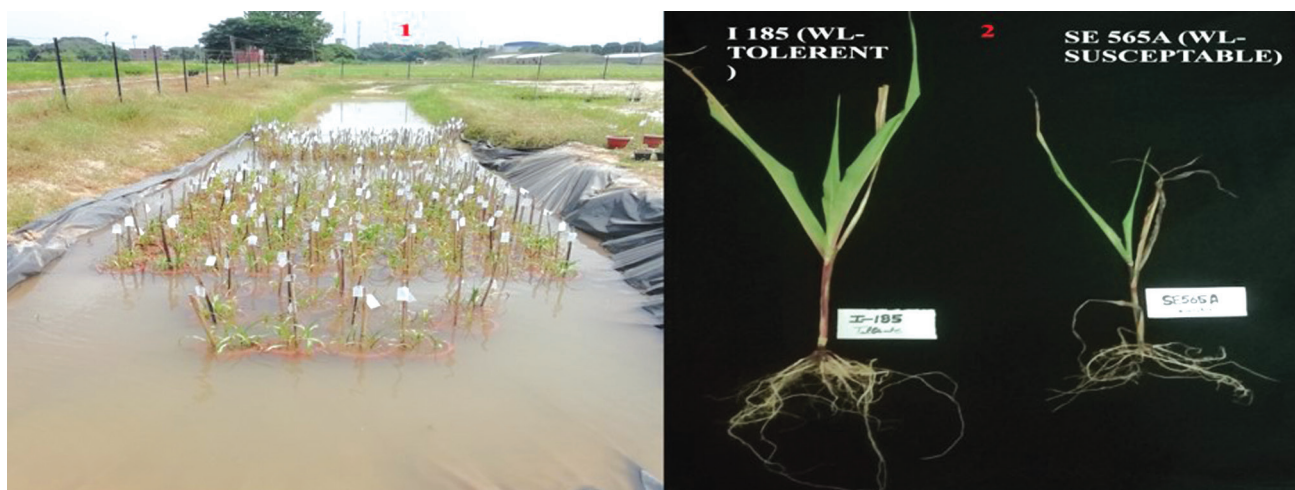 1
I 185 (WL-
TOLERENT
)
2
SE 565A (WL-
SUSCEPTABLE)
I-185
SE565A